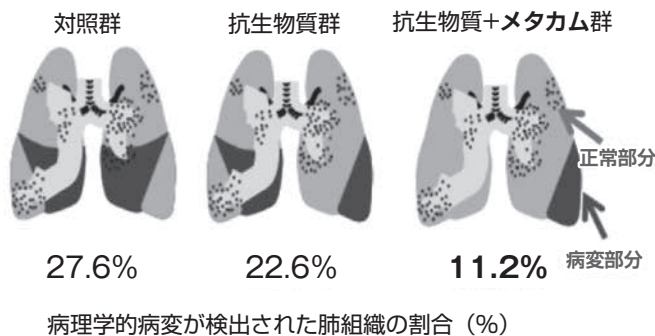 対照群
抗生物質群
抗生物質+メタカム群
正常部分
病変部分
27.6%
22.6%
11.2%
病理学的病変が検出された肺組織の割合（%）